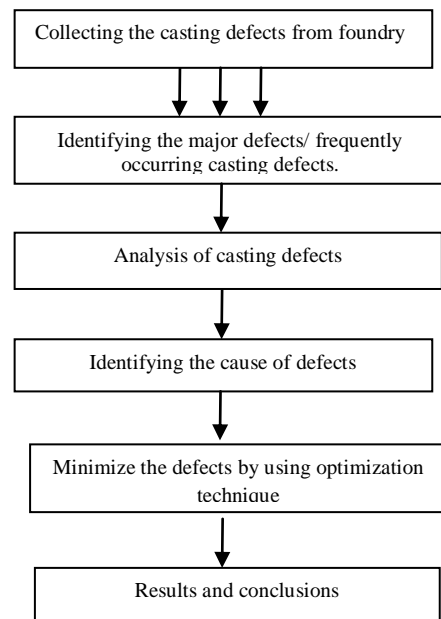 Collecting the casting defects from foundry
Identifying the major defects/ frequently
occurring casting defects.
Analysis of casting defects
Identifying the cause of defects
Minimize the defects by using optimization
technique
Results and conclusions